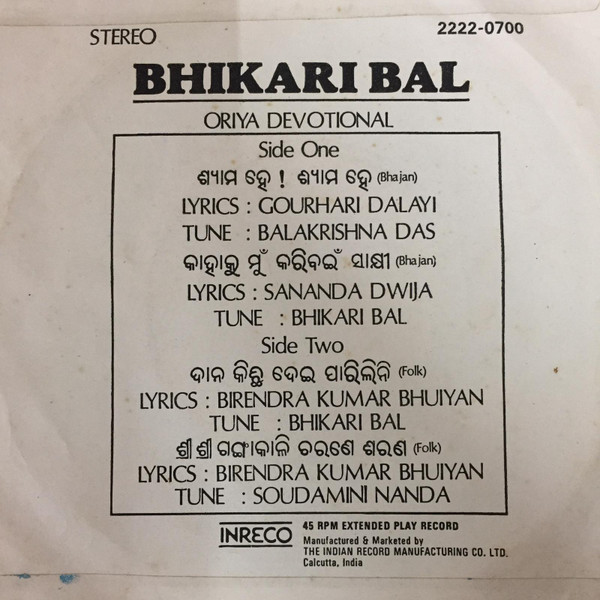 STEREO 2222-0700
BHIKARI BAL
ORIYA DEVOTIONAL
Side One
ଶ୍ୟାମ ହେ ! ଶ୍ୟାମ ହେ (Bhajan)
LYRICS : GOURHARI DALAYI
TUNE : BALAKRISHNA DAS
କାହାକୁ ମୁଁ କରିବଇଁ ସାକ୍ଷୀ (Bhajan)
LYRICS : SANANDA DWIJA
TUNE : BHIKARI BAL
Side Two
ଦାନ କିଛୁ ଦେଇ ପାରିଲିନି (Folk)
LYRICS : BIRENDRA KUMAR BHUIYAN
TUNE : BHIKARI BAL
ଶ୍ରୀ ଶ୍ରୀ ଗଙ୍ଗାକାଳି ଚରଣେ ଶରଣ (Folk)
LYRICS : BIRENDRA KUMAR BHUIYAN
TUNE : SOUDAMINI NANDA
INRECO 45 RPM EXTENDED PLAY RECORD
Manufactured & Marketed by
THE INDIAN RECORD MANUFACTURING CO. LTD.
Calcutta, India